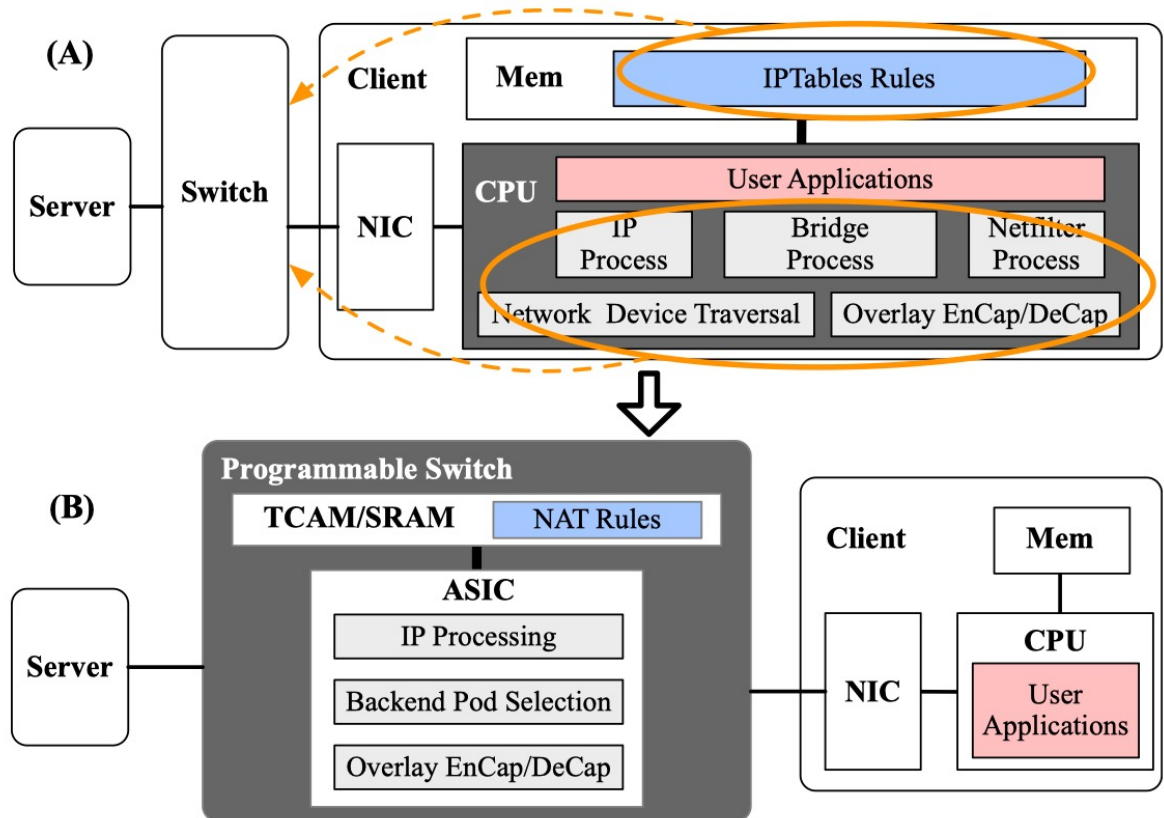 (A)
Server
Switch
Client
NIC
Mem
IPTables Rules
CPU
User Applications
IP
Process
Bridge
Process
Netfilter
Process
Network Device Traversal
Overlay EnCap/DeCap
(B)
Server
Programmable Switch
TCAM/SRAM
NAT Rules
ASIC
IP Processing
Backend Pod Selection
Overlay EnCap/DeCap
Client
NIC
Mem
CPU
User
Applications